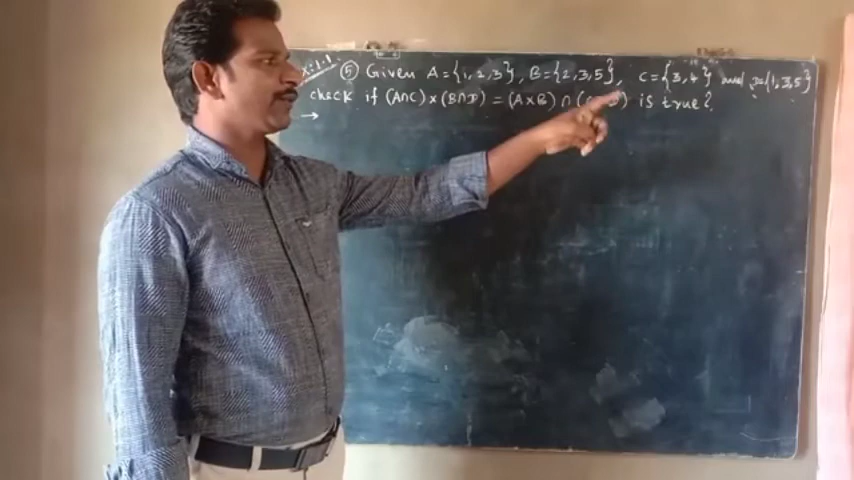 Ex:1.1 ⑤ Given A={1,2,3}, B={2,3,5}, C={3,4} and D={1,3,5}
check if (A∩C)×(B∩D) = (A×B)∩( ) is true?
→